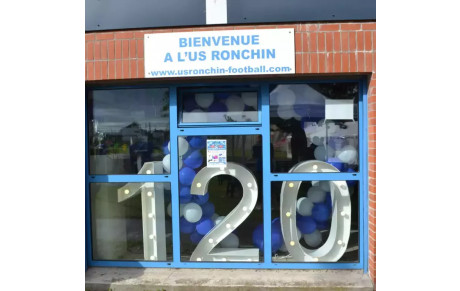 BIENVENUE
A L'US RONCHIN
-www.usronchin-football.com-
120